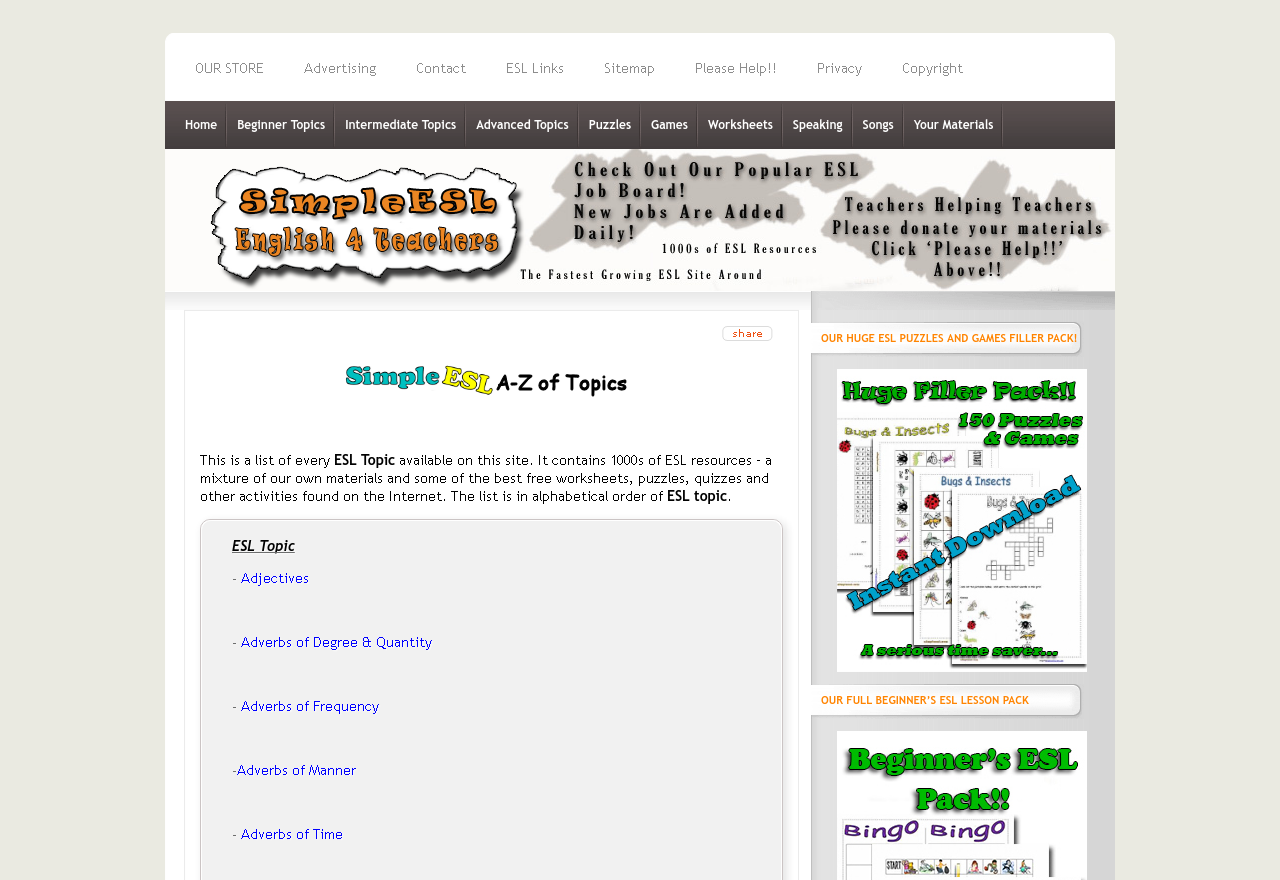 OUR STORE Advertising Contact ESL Links Sitemap Please Help!! Privacy Copyright
Home Beginner Topics Intermediate Topics Advanced Topics Puzzles Games Worksheets Speaking Songs Your Materials
SimpleESL
English 4 Teachers
Check Out Our Popular ESL
Job Board!
New Jobs Are Added
Daily!
1000s of ESL Resources
The Fastest Growing ESL Site Around
Teachers Helping Teachers
Please donate your materials
Click ‘Please Help!!’
Above!!
share
Simple ESL A-Z of Topics
This is a list of every ESL Topic available on this site. It contains 1000s of ESL resources - a
mixture of our own materials and some of the best free worksheets, puzzles, quizzes and
other activities found on the Internet. The list is in alphabetical order of ESL topic.
ESL Topic
- Adjectives
- Adverbs of Degree & Quantity
- Adverbs of Frequency
-Adverbs of Manner
- Adverbs of Time
OUR HUGE ESL PUZZLES AND GAMES FILLER PACK!
Huge Filler Pack!!
150 Puzzles
& Games
Bugs & Insects
START
Bugs & Insects
Bugs & Insects
Instant Download
A serious time saver...
OUR FULL BEGINNER’S ESL LESSON PACK
Beginner’s ESL
Pack!!
Bingo Bingo
START